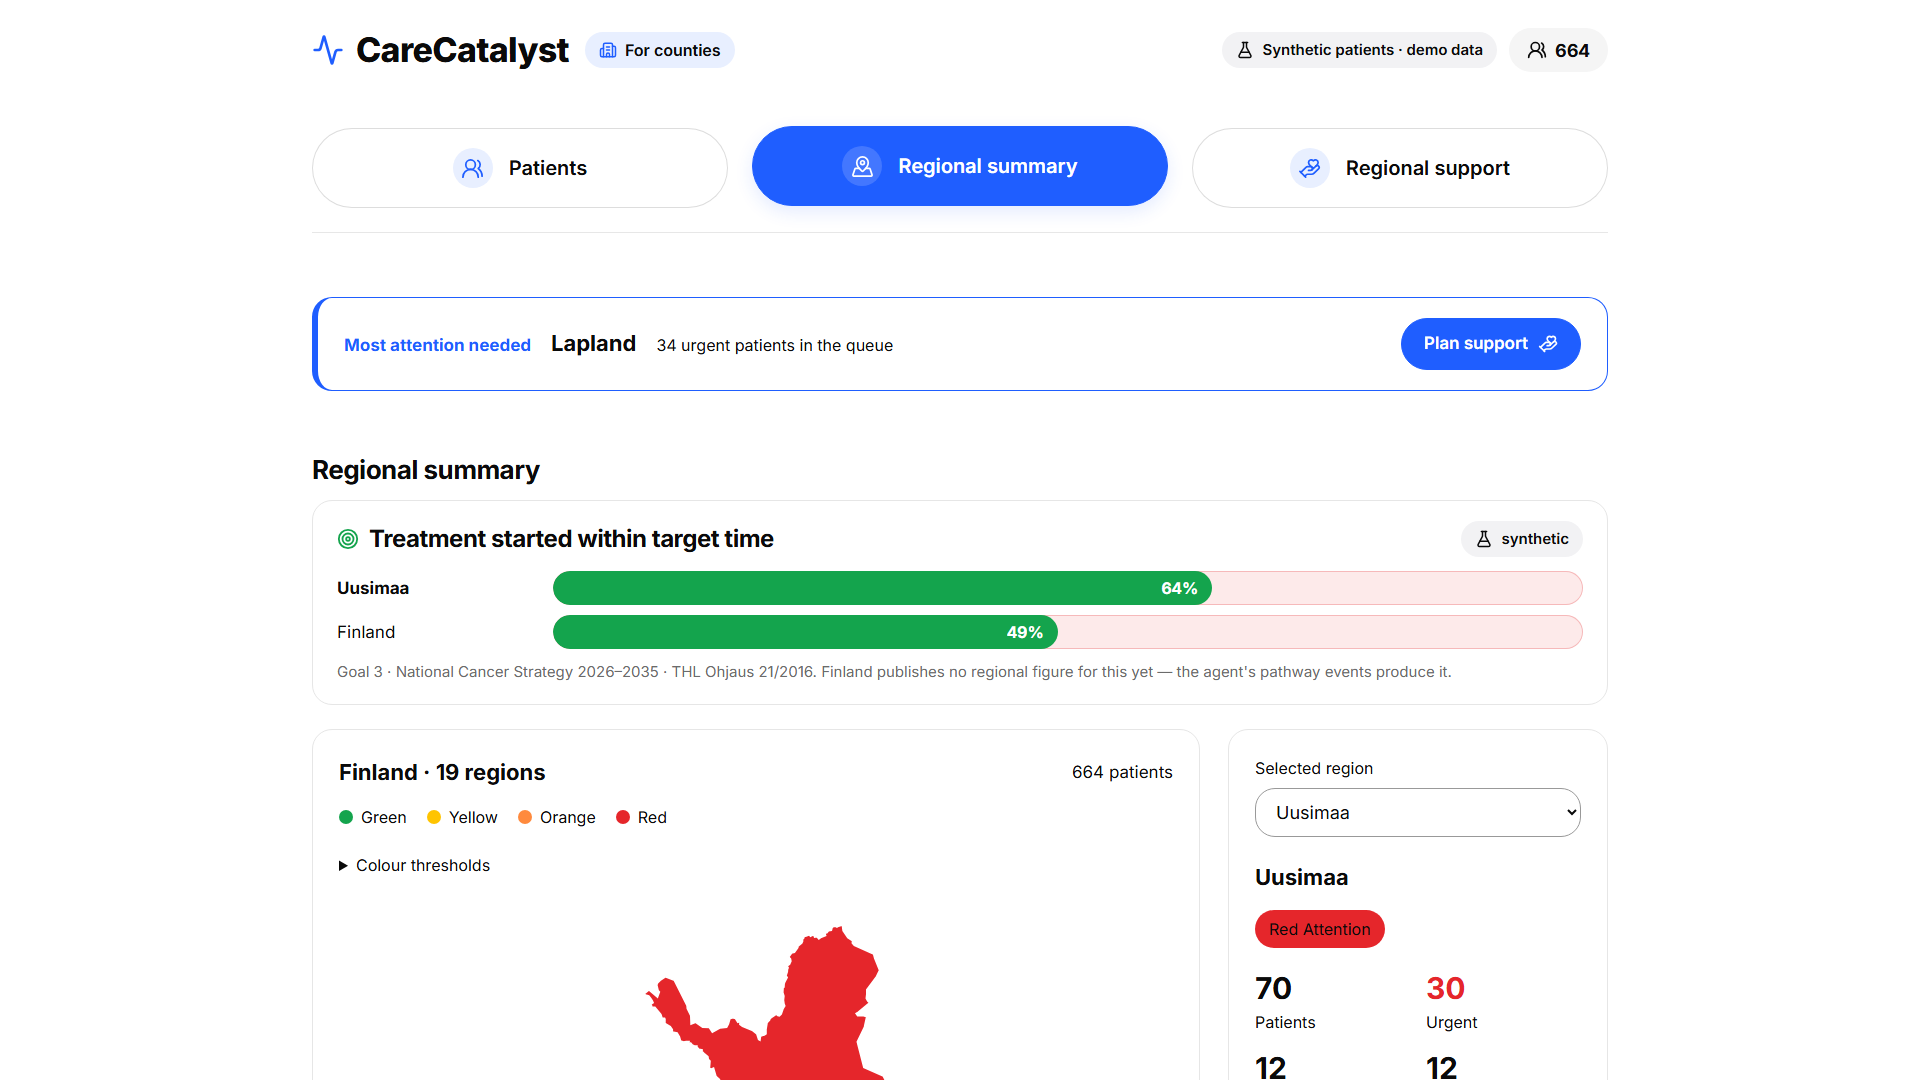 CareCatalyst
For counties
Synthetic patients · demo data
664
Patients
Regional summary
Regional support
Most attention needed Lapland 34 urgent patients in the queue
Plan support
Regional summary
Treatment started within target time
synthetic
Uusimaa 64%
Finland 49%
Goal 3 · National Cancer Strategy 2026–2035 · THL Ohjaus 21/2016. Finland publishes no regional figure for this yet — the agent's pathway events produce it.
Finland · 19 regions
664 patients
Green Yellow Orange Red
Colour thresholds
Selected region
Uusimaa
Uusimaa
Red Attention
70 30
Patients Urgent
12 12